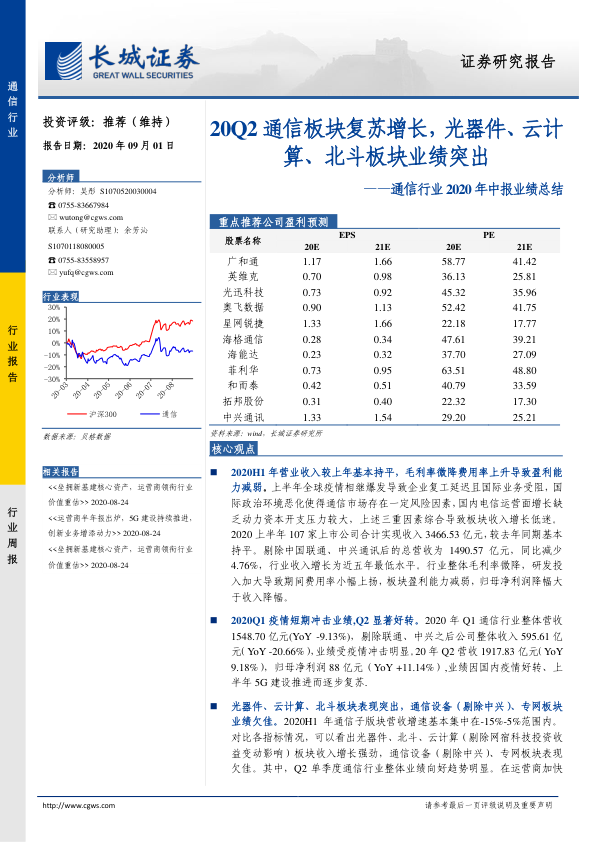 长城证券
GREAT WALL SECURITIES
证券研究报告
通信行业
行业报告
行业周报
投资评级：推荐（维持）
报告日期：2020 年 09 月 01 日
分析师
分析师：吴彤 S1070520030004
☎ 0755-83667984
✉ wutong@cgws.com
联系人（研究助理）：余芳沁
S1070118080005
☎ 0755-83558957
✉ yufq@cgws.com
行业表现
30%
20%
10%
0%
−10%
−20%
−30%
20-03
20-04
20-05
20-06
20-07
20-08
沪深300
通信
数据来源：贝格数据
相关报告
<<坐拥新基建核心资产，运营商领衔行业
价值重估>> 2020-08-24
<<运营商半年报出炉，5G 建设持续推进，
创新业务增添动力>> 2020-08-24
<<坐拥新基建核心资产，运营商领衔行业
价值重估>> 2020-08-24
20Q2 通信板块复苏增长，光器件、云计
算、北斗板块业绩突出
——通信行业 2020 年中报业绩总结
重点推荐公司盈利预测
股票名称 EPS PE
20E 21E 20E 21E
广和通 1.17 1.66 58.77 41.42
英维克 0.70 0.98 36.13 25.81
光迅科技 0.73 0.92 45.32 35.96
奥飞数据 0.90 1.13 52.42 41.75
星网锐捷 1.33 1.66 22.18 17.77
海格通信 0.28 0.34 47.61 39.21
海能达 0.23 0.32 37.70 27.09
菲利华 0.73 0.95 63.51 48.80
和而泰 0.42 0.51 40.79 33.59
拓邦股份 0.31 0.40 22.32 17.30
中兴通讯 1.33 1.54 29.20 25.21
资料来源：wind，长城证券研究所
核心观点
■ 2020H1 年营业收入较上年基本持平，毛利率微降费用率上升导致盈利能
力减弱。上半年全球疫情相继爆发导致企业复工延迟且国际业务受阻，国
际政治环境恶化使得通信市场存在一定风险因素，国内电信运营面增长缺
乏动力资本开支压力较大，上述三重因素综合导致板块收入增长低迷。
2020 上半年 107 家上市公司合计实现收入 3466.53 亿元，较去年同期基本
持平。剔除中国联通、中兴通讯后的总营收为 1490.57 亿元，同比减少
4.76%，行业收入增长为近五年最低水平。行业整体毛利率微降，研发投
入加大导致期间费用率小幅上扬，板块盈利能力减弱，归母净利润降幅大
于收入降幅。
■ 2020Q1 疫情短期冲击业绩,Q2 显著好转。2020 年 Q1 通信行业整体营收
1548.70 亿元(YoY -9.13%)，剔除联通、中兴之后公司整体收入 595.61 亿
元（YoY -20.66%），业绩受疫情冲击明显。20 年 Q2 营收 1917.83 亿元（YoY
9.18%），归母净利润 88 亿元（YoY +11.14%）,业绩因国内疫情好转、上
半年 5G 建设推进而逐步复苏.
■ 光器件、云计算、北斗板块表现突出，通信设备（剔除中兴）、专网板块
业绩欠佳。2020H1 年通信子版块营收增速基本集中在-15%-5%范围内。
对比各指标情况，可以看出光器件，北斗、云计算（剔除网宿科技投资收
益变动影响）板块收入增长强劲，通信设备（剔除中兴）、专网板块表现
欠佳。其中，Q2 单季度通信行业整体业绩向好趋势明显。在运营商加快
http://www.cgws.com
请参考最后一页评级说明及重要声明